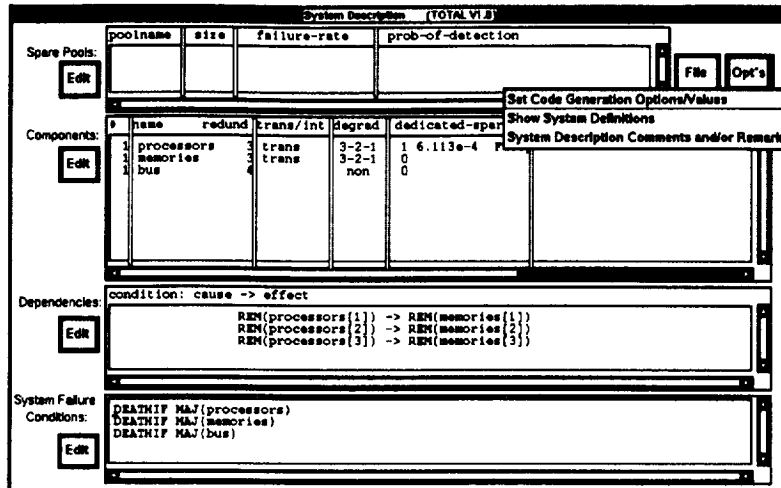 System Description (TOTAL V1.8)
poolname size failure-rate prob-of-detection
Spare Pools:
Edit
File Opt's
Set Code Generation Options/Values
Show System Definitions
System Description Comments and/or Remark
Components:
Edit
# name redund trans/int degrad dedicated-spar
1 processors 3 trans 3-2-1 1 6.113e-4
1 memories 3 trans 3-2-1 0
1 bus 4 non 0
Dependencies:
Edit
condition: cause -> effect
REM(processors[1]) -> REM(memories[1])
REM(processors[2]) -> REM(memories[2])
REM(processors[3]) -> REM(memories[3])
System Failure
Conditions:
Edit
DEATHIF MAJ(processors)
DEATHIF MAJ(memories)
DEATHIF MAJ(bus)